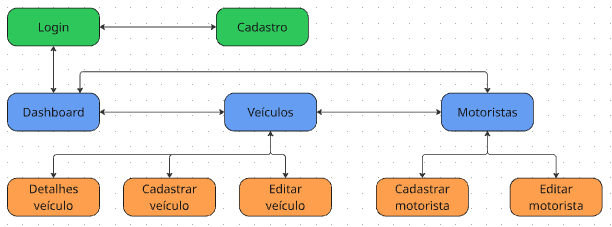 Login
Cadastro
Dashboard
Veículos
Motoristas
Detalhes
veículo
Cadastrar
veículo
Editar
veículo
Cadastrar
motorista
Editar
motorista